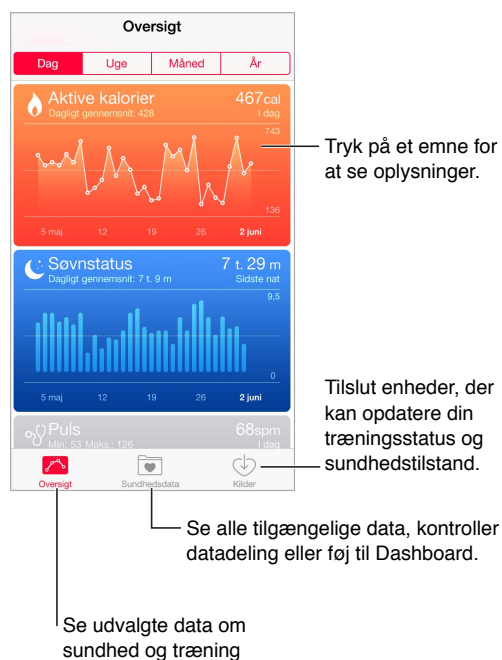 Oversigt
Dag Uge Måned År
Aktive kalorier 467cal
Dagligt gennemsnit: 428 I dag
743
136
5 maj 12 19 26 2 juni
Søvnstatus 7 t. 29 m
Dagligt gennemsnit: 7 t. 9 m Sidste nat
9,5
0
5 maj 12 19 26 2 juni
Puls 68spm
Min: 53 Maks.: 126 I dag
Oversigt Sundhedsdata Kilder
Tryk på et emne for
at se oplysninger.
Tilslut enheder, der
kan opdatere din
træningsstatus og
sundhedstilstand.
Se alle tilgængelige data, kontroller
datadeling eller føj til Dashboard.
Se udvalgte data om
sundhed og træning